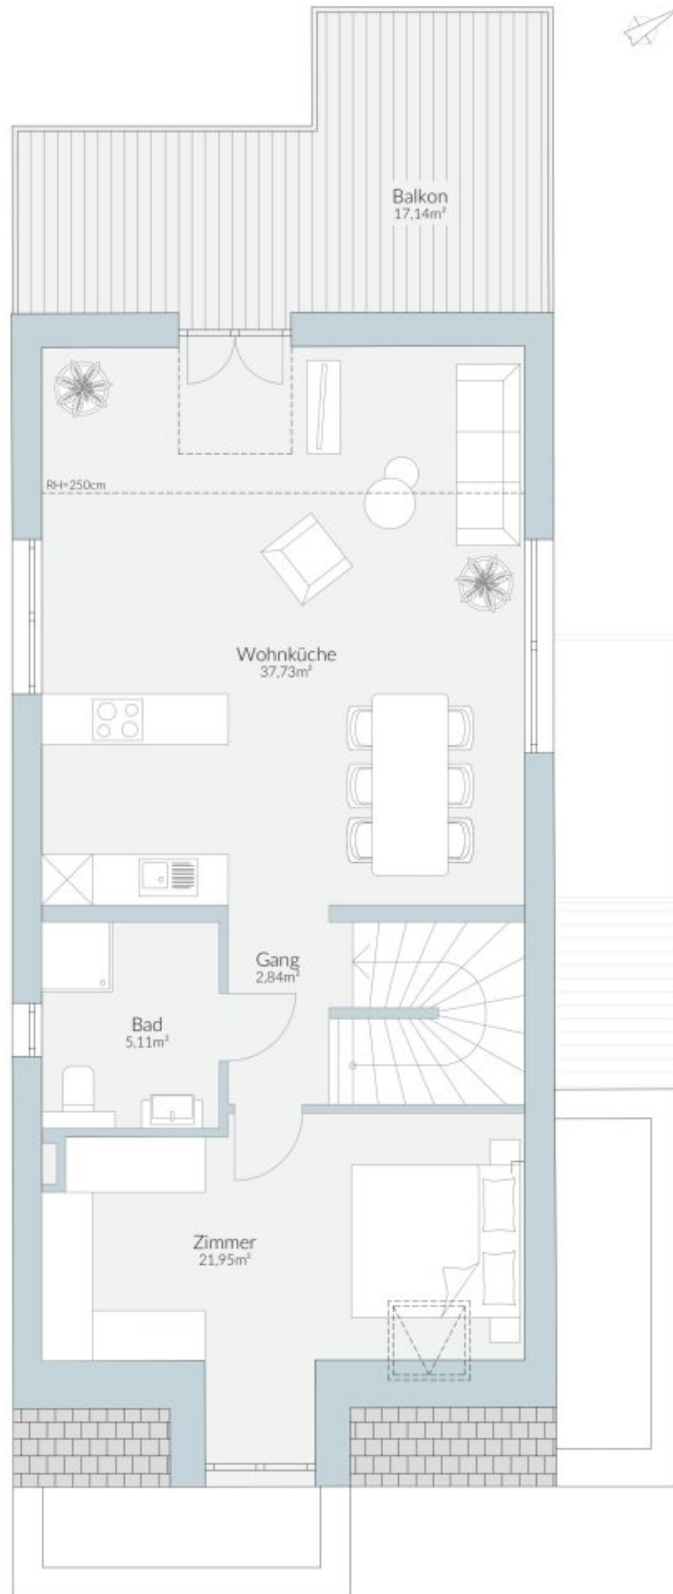 Balkon
17,14m²
RH=250cm
Wohnküche
37,73m²
Gang
2,84m²
Bad
5,11m²
Zimmer
21,95m²